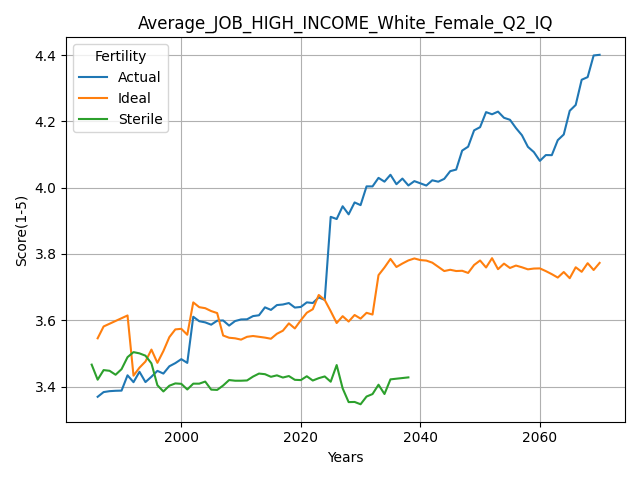 Average_JOB_HIGH_INCOME_White_Female_Q2_IQ
Fertility
Actual
Ideal
Sterile
Score(1-5)
4.4
4.2
4.0
3.8
3.6
3.4
2000
2020
2040
2060
Years